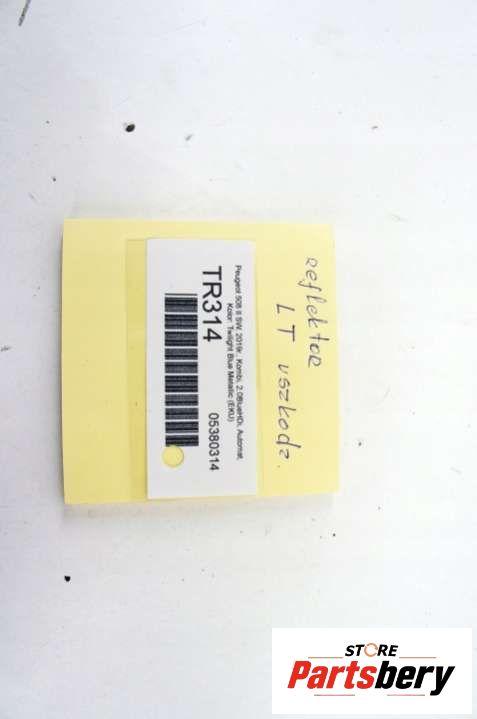 reflektor
LT uszkodz.
Peugeot 508 II SW, 2019r., Kombi, 2.0BlueHDi, Automat,
Kolor: Twilight Blue Metallic (EKU)
TR314
05380314
STORE
Partsbery